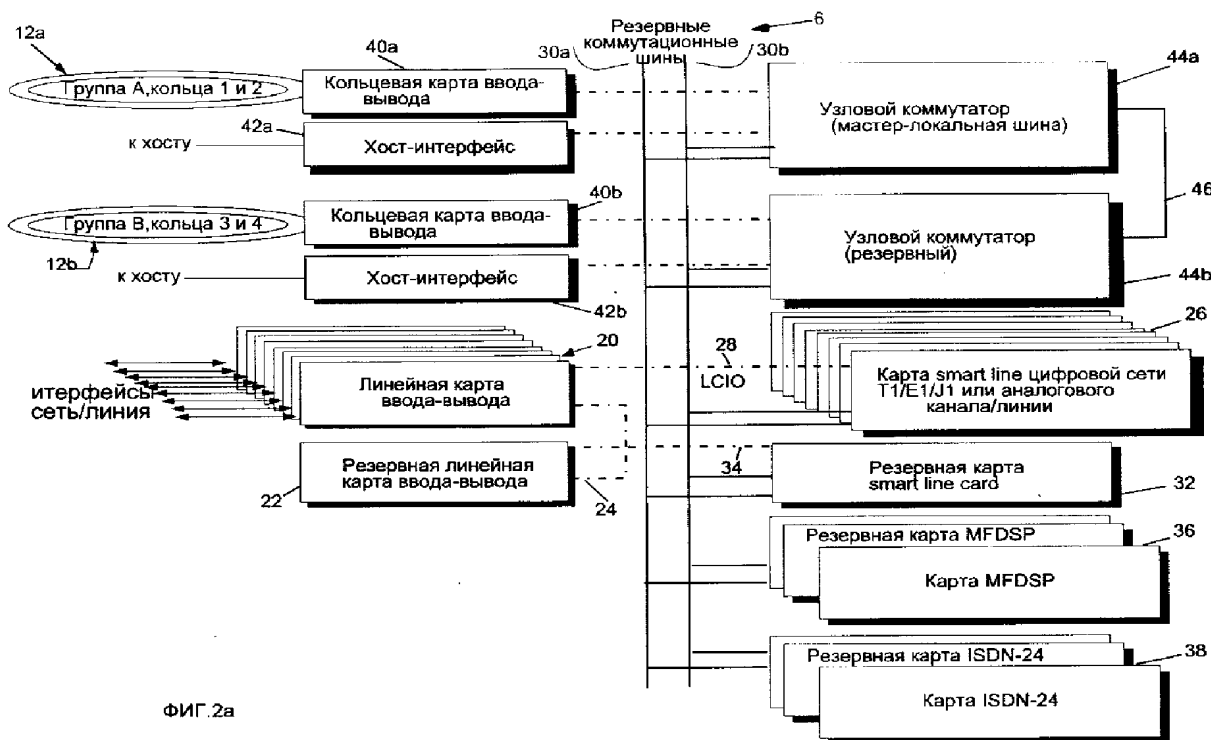 12a
40a
30a
Резервные
коммутационные
шины
30b
6
44a
Группа А,кольца 1 и 2
Кольцевая карта ввода-
вывода
Узловой коммутатор
(мастер-локальная шина)
42a
к хосту
Хост-интерфейс
46
40b
Группа В,кольца 3 и 4
Кольцевая карта ввода-
вывода
Узловой коммутатор
(резервный)
12b
к хосту
Хост-интерфейс
42b
44b
20
28
26
LCIO
итерфейсы
сеть/линия
Линейная карта
ввода-вывода
Карта smart line цифровой сети
T1/E1/J1 или аналогового
канала/линии
22
Резервная линейная
карта ввода-вывода
24
34
Резервная карта
smart line card
32
Резервная карта MFDSP
36
Карта MFDSP
Резервная карта ISDN-24
38
Карта ISDN-24
ФИГ.2а